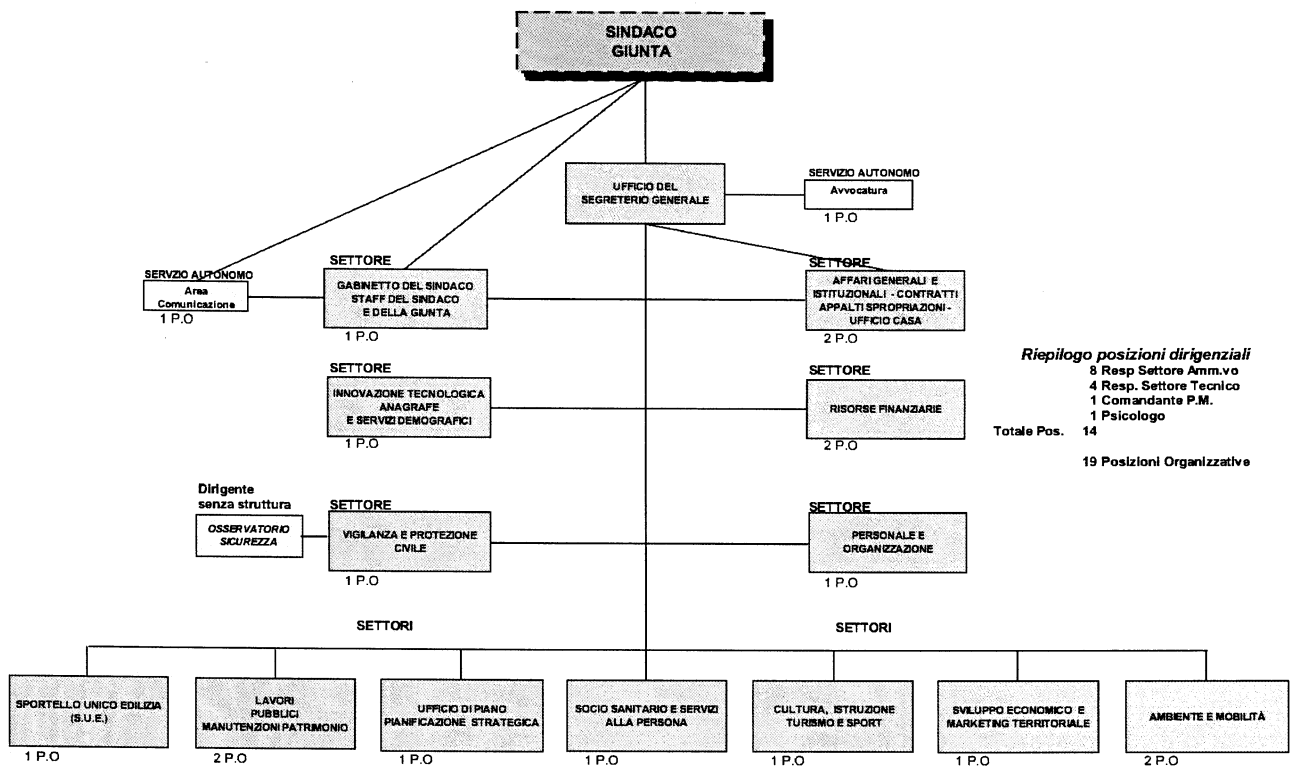 SINDACO
GIUNTA
UFFICIO DEL
SEGRETERIO GENERALE
SERVIZIO AUTONOMO
Avvocatura
1 P.O
SERVZIO AUTONOMO
Area
Comunicazione
1 P.O
SETTORE
GABINETTO DEL SINDACO
STAFF DEL SINDACO
E DELLA GIUNTA
1 P.O
SETTORE
AFFARI GENERALI E
ISTITUZIONALI - CONTRATTI
APPALTI SPROPRIAZIONI -
UFFICIO CASA
2 P.O
Riepilogo posizioni dirigenziali
8 Resp Settore Amm.vo
4 Resp. Settore Tecnico
1 Comandante P.M.
1 Psicologo
Totale Pos. 14
19 Posizioni Organizzative
SETTORE
INNOVAZIONE TECNOLOGICA
ANAGRAFE
E SERVIZI DEMOGRAFICI
1 P.O
SETTORE
RISORSE FINANZIARIE
2 P.O
Dirigente
senza struttura
OSSERVATORIO
SICUREZZA
SETTORE
VIGILANZA E PROTEZIONE
CIVILE
1 P.O
SETTORE
PERSONALE E
ORGANIZZAZIONE
1 P.O
SETTORI
SETTORI
SPORTELLO UNICO EDILIZIA
(S.U.E.)
1 P.O
LAVORI
PUBBLICI
MANUTENZIONI PATRIMONIO
2 P.O
UFFICIO DI PIANO
PIANIFICAZIONE STRATEGICA
1 P.O
SOCIO SANITARIO E SERVIZI
ALLA PERSONA
1 P.O
CULTURA, ISTRUZIONE
TURISMO E SPORT
1 P.O
SVILUPPO ECONOMICO E
MARKETING TERRITORIALE
1 P.O
AMBIENTE E MOBILITÀ
2 P.O